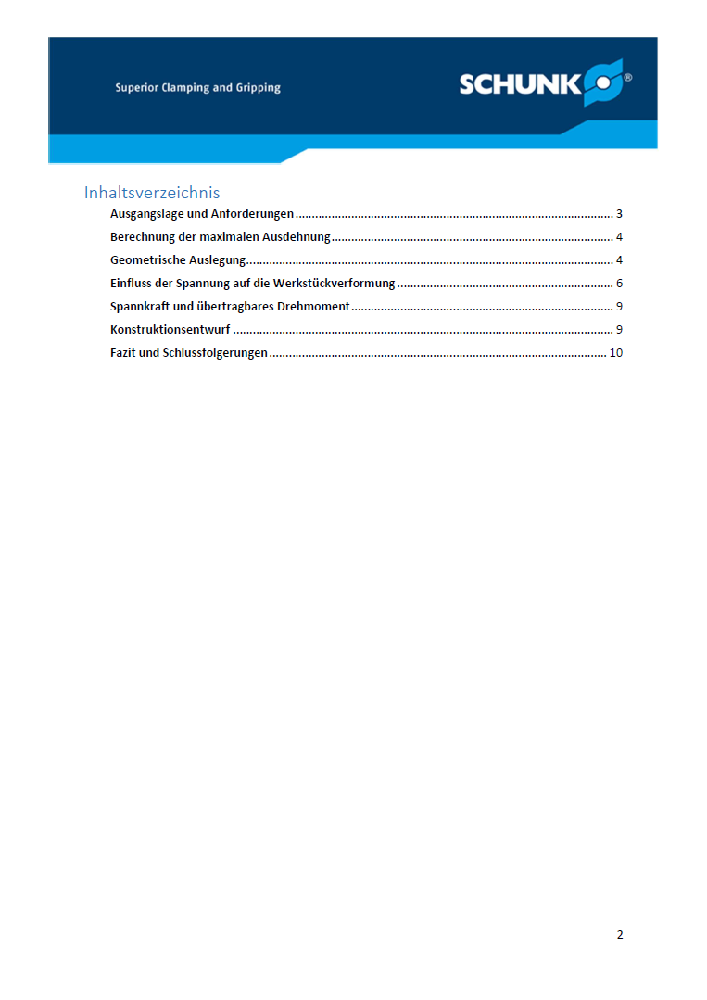 Superior Clamping and Gripping
SCHUNK ®
Inhaltsverzeichnis
Ausgangslage und Anforderungen ........ 3
Berechnung der maximalen Ausdehnung ........ 4
Geometrische Auslegung ........ 4
Einfluss der Spannung auf die Werkstückverformung ........ 6
Spannkraft und übertragbares Drehmoment ........ 9
Konstruktionsentwurf ........ 9
Fazit und Schlussfolgerungen ........ 10
2